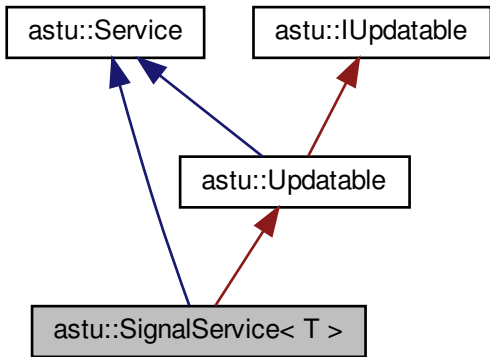 astu::Service
astu::IUpdatable
astu::Updatable
astu::SignalService< T >